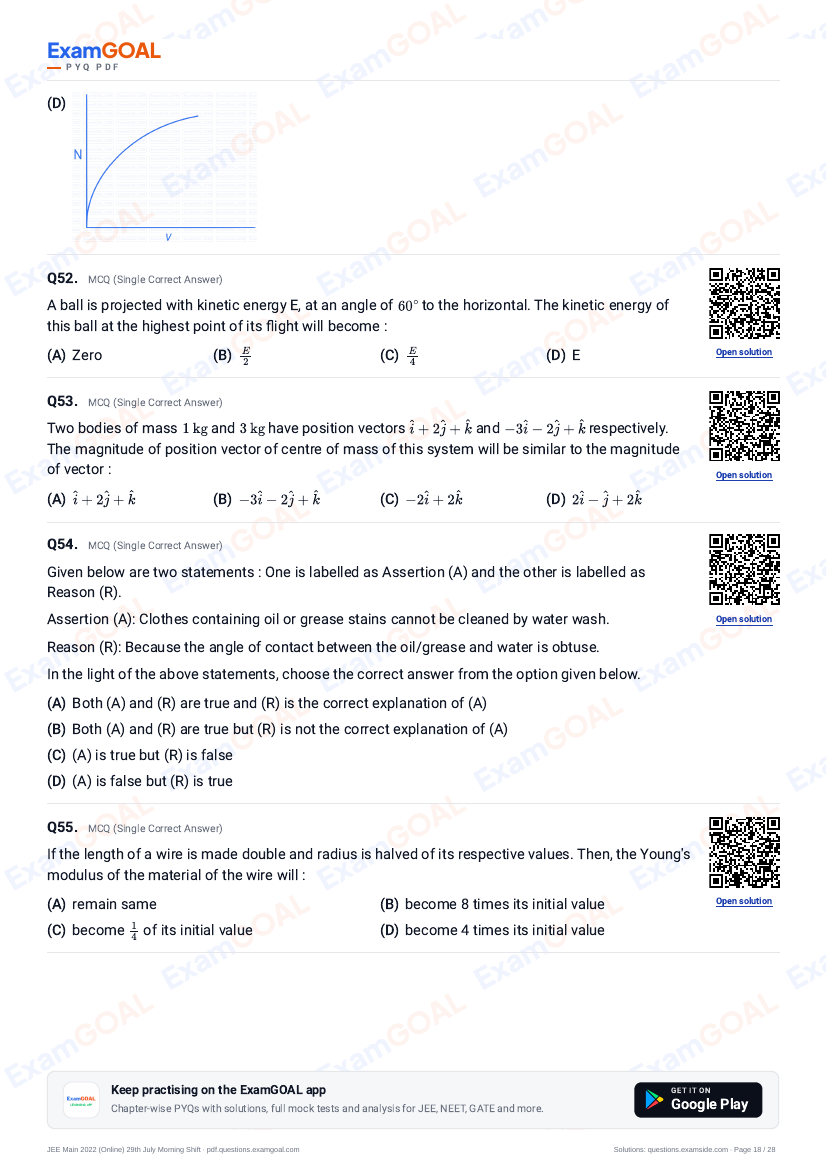 ExamGOAL
PYQ PDF
(D)
N
v
Q52. MCQ (Single Correct Answer)
A ball is projected with kinetic energy E, at an angle of 60° to the horizontal. The kinetic energy of
this ball at the highest point of its flight will become :
(A) Zero (B) E/2 (C) E/4 (D) E
Open solution
Q53. MCQ (Single Correct Answer)
Two bodies of mass 1 kg and 3 kg have position vectors î + 2ĵ + k̂ and −3î − 2ĵ + k̂ respectively.
The magnitude of position vector of centre of mass of this system will be similar to the magnitude
of vector :
(A) î + 2ĵ + k̂ (B) −3î − 2ĵ + k̂ (C) −2î + 2k̂ (D) 2î − ĵ + 2k̂
Open solution
Q54. MCQ (Single Correct Answer)
Given below are two statements : One is labelled as Assertion (A) and the other is labelled as
Reason (R).
Assertion (A): Clothes containing oil or grease stains cannot be cleaned by water wash.
Reason (R): Because the angle of contact between the oil/grease and water is obtuse.
In the light of the above statements, choose the correct answer from the option given below.
(A) Both (A) and (R) are true and (R) is the correct explanation of (A)
(B) Both (A) and (R) are true but (R) is not the correct explanation of (A)
(C) (A) is true but (R) is false
(D) (A) is false but (R) is true
Open solution
Q55. MCQ (Single Correct Answer)
If the length of a wire is made double and radius is halved of its respective values. Then, the Young's
modulus of the material of the wire will :
(A) remain same (B) become 8 times its initial value
(C) become 1/4 of its initial value (D) become 4 times its initial value
Open solution
ExamGOAL
Keep practising on the ExamGOAL app
Chapter-wise PYQs with solutions, full mock tests and analysis for JEE, NEET, GATE and more.
GET IT ON
Google Play
JEE Main 2022 (Online) 29th July Morning Shift · pdf.questions.examgoal.com
Solutions: questions.examside.com · Page 18 / 28